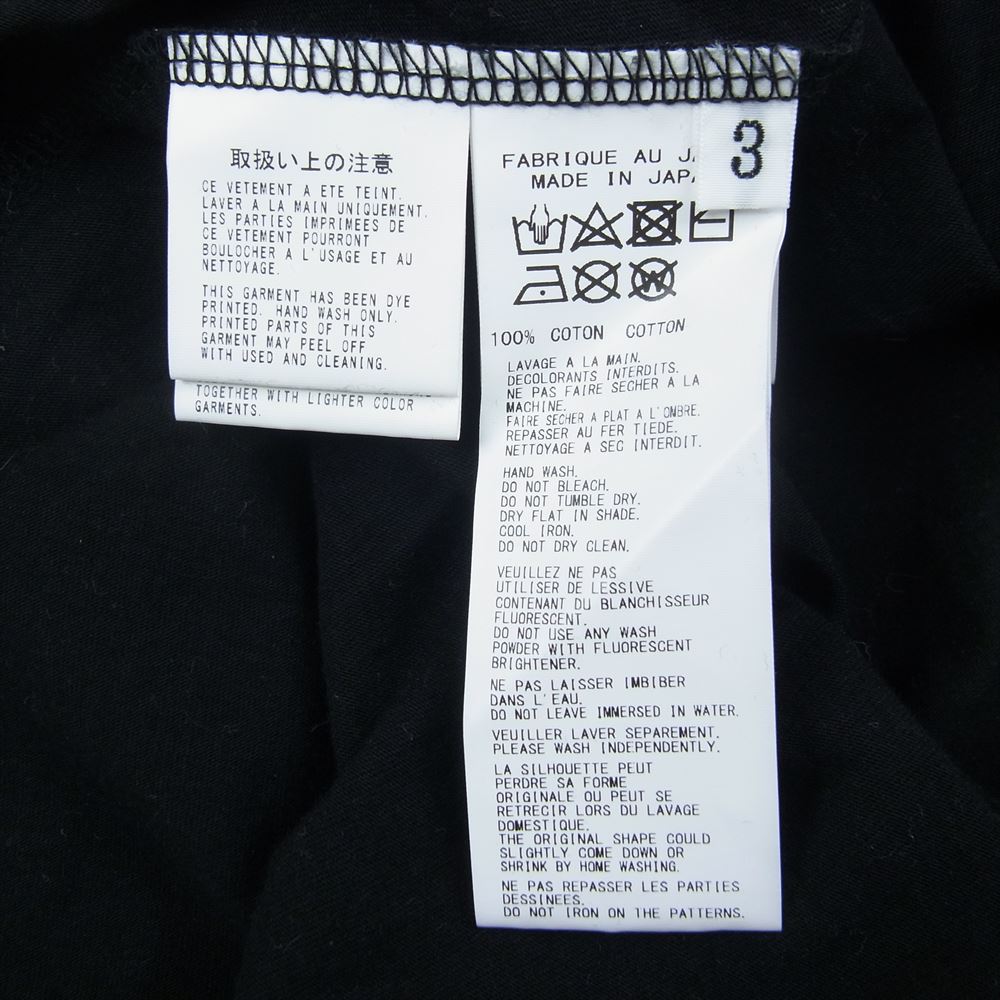 取扱い上の注意
CE VETEMENT A ETE TEINT.
LAVER A LA MAIN UNIQUEMENT.
LES PARTIES IMPRIMEES DE
CE VETEMENT POURRONT
BOULOCHER A L'USAGE ET AU
NETTOYAGE.
THIS GARMENT HAS BEEN DYE
PRINTED. HAND WASH ONLY.
PRINTED PARTS OF THIS
GARMENT MAY PEEL OFF
WITH USED AND CLEANING.
TOGETHER WITH LIGHTER COLOR
GARMENTS.
3
FABRIQUE AU
MADE IN
W
100% COTON COTTON
LAVAGE A LA MAIN.
DECOLORANTS INTERDITS.
NE PAS FAIRE SECHER A LA
MACHINE.
FAIRE SECHER A PLAT A L'ONBRE.
REPASSER AU FER TIEDE.
NETTOYAGE A SEC INTERDIT.
HAND WASH.
DO NOT BLEACH.
DO NOT TUMBLE DRY.
DRY FLAT IN SHADE.
COOL IRON.
DO NOT DRY CLEAN.
VEUILLEZ NE PAS
UTILISER DE LESSIVE
CONTENANT DU BLANCHISSEUR
FLUORESCENT.
DO NOT USE ANY WASH
POWDER WITH FLUORESCENT
BRIGHTENER.
NE PAS LAISSER IMBIBER
DANS L'EAU.
DO NOT LEAVE IMMERSED IN WATER.
VEUILLER LAVER SEPAREMENT.
PLEASE WASH INDEPENDENTLY.
LA SILHOUETTE PEUT
PERDRE SA FORME
ORIGINALE OU PEUT SE
RETRECIR LORS DU LAVAGE
DOMESTIQUE.
THE ORIGINAL SHAPE COULD
SLIGHTLY COME DOWN OR
SHRINK BY HOME WASHING.
NE PAS REPASSER LES PARTIES
DESSINEES.
DO NOT IRON ON THE PATTERNS.